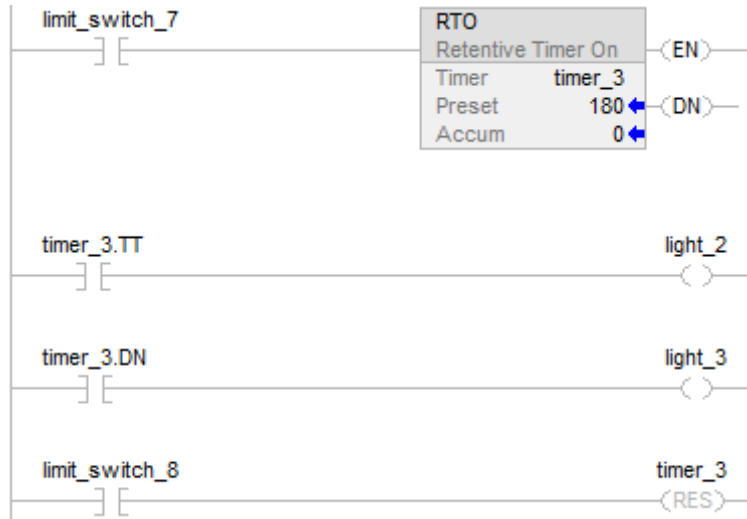 limit_switch_7
RTO
Retentive Timer On
EN
Timer timer_3
Preset 180
DN
Accum 0
timer_3.TT
light_2
timer_3.DN
light_3
limit_switch_8
timer_3
RES